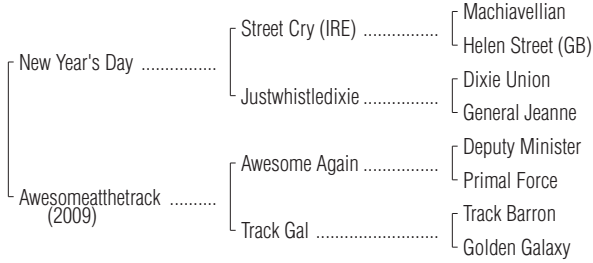 Machiavellian
Street Cry (IRE) ................
Helen Street (GB)
New Year's Day ................
Dixie Union
Justwhistledixie ................
General Jeanne
Deputy Minister
Awesome Again ................
Primal Force
Awesomeatthetrack ..........
(2009)
Track Barron
Track Gal ..........................
Golden Galaxy